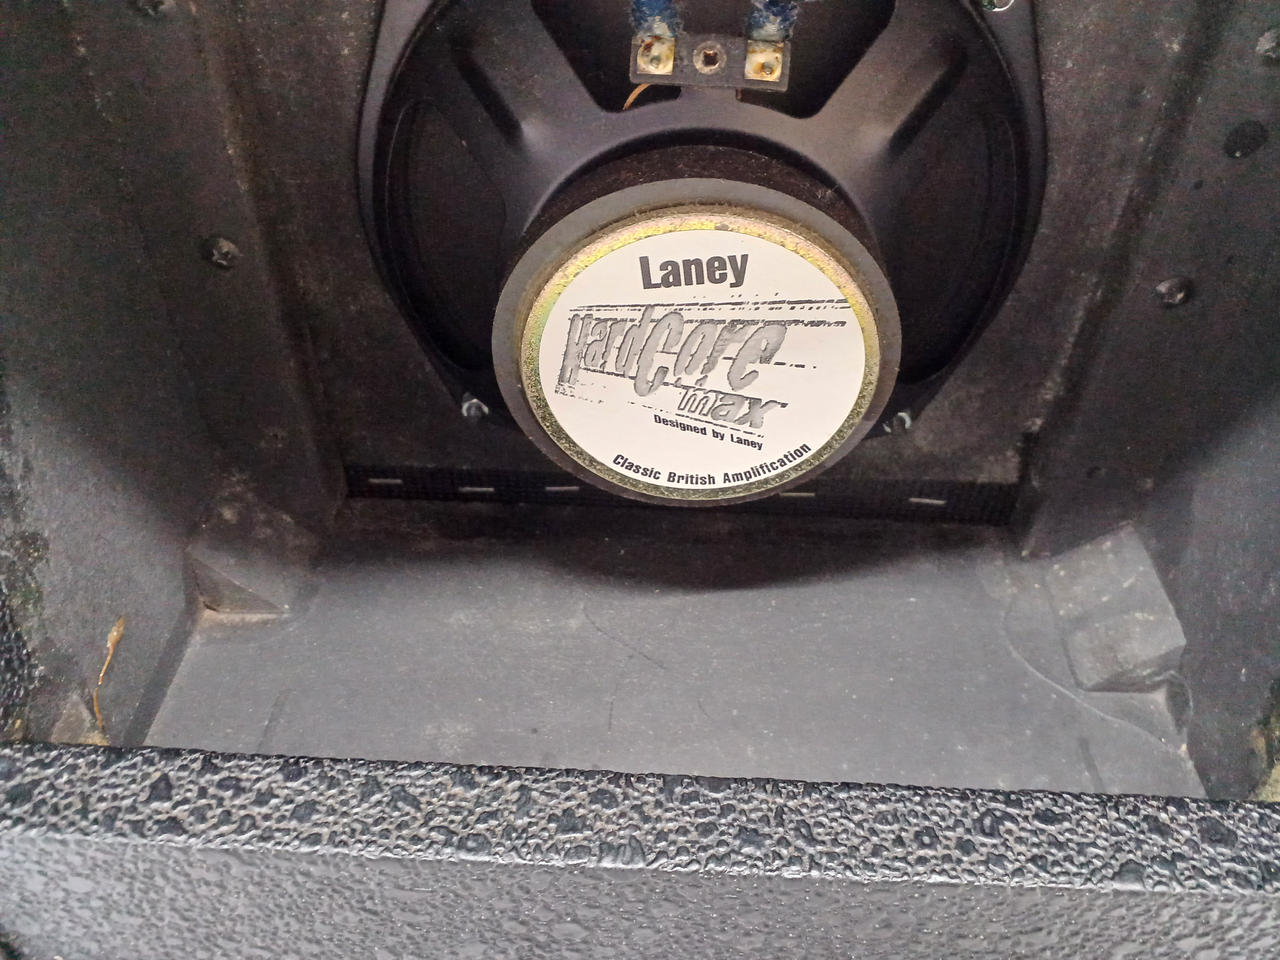 Laney
HardCore
max
Designed by Laney
Classic British Amplification